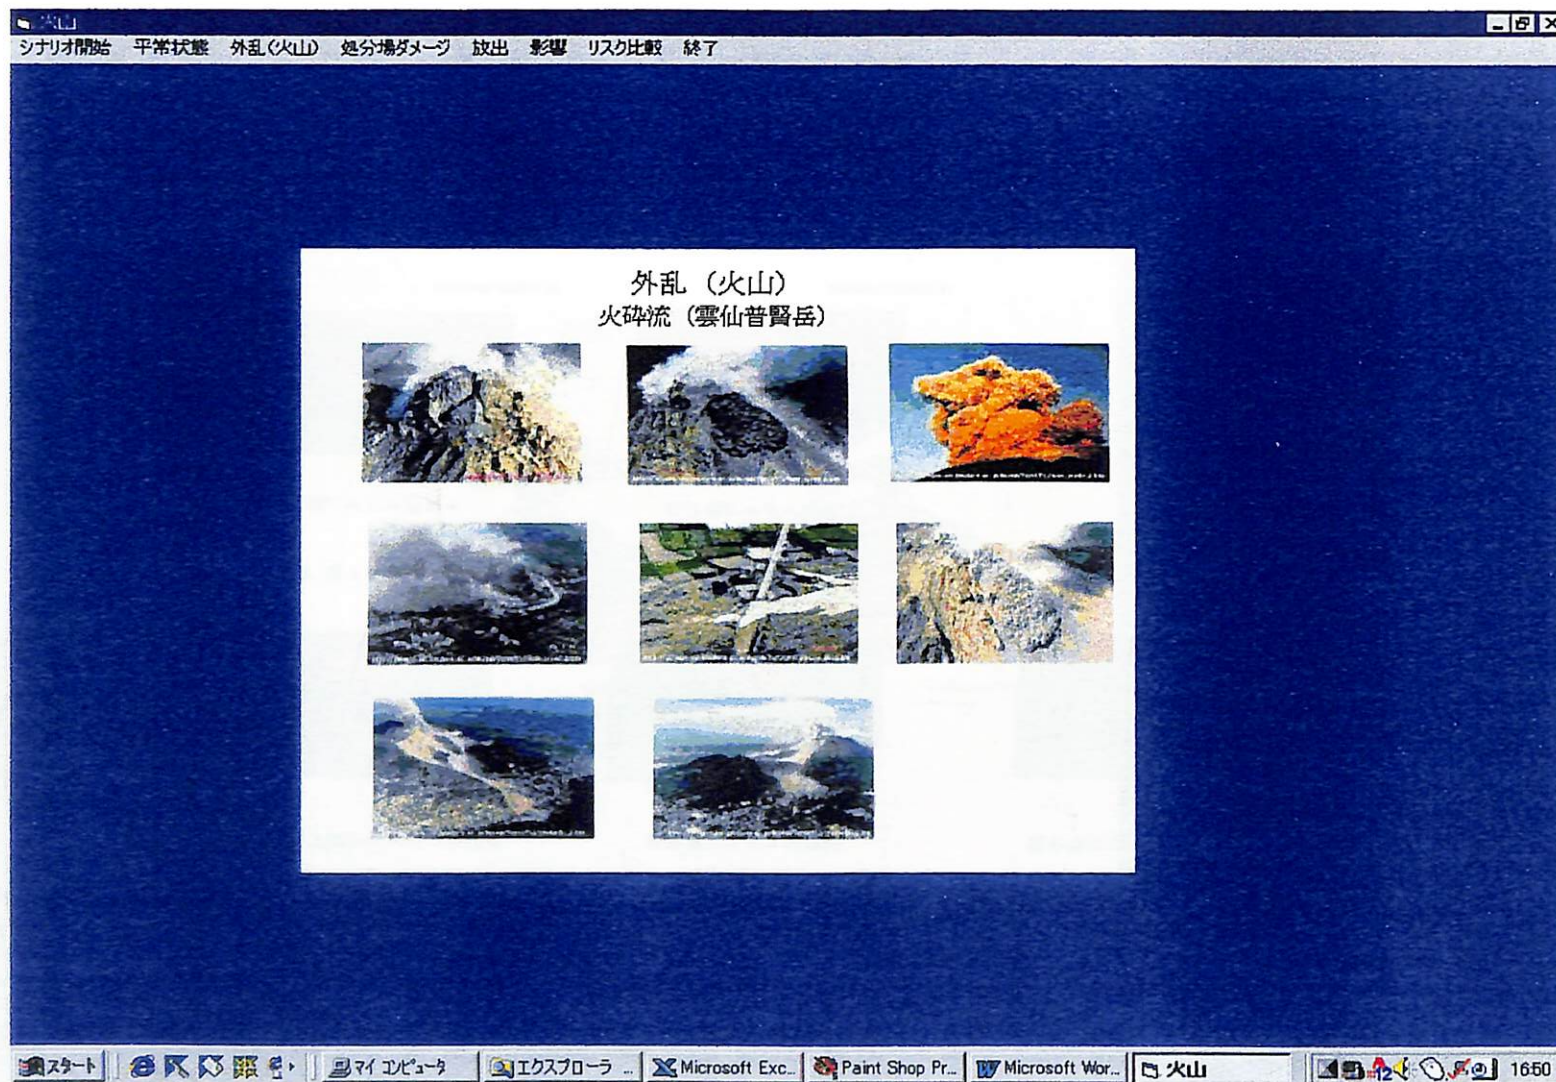 火山
シナリオ開始 平常状態 外乱(火山) 処分場ダメージ 放出 影響 リスク比較 終了
外乱（火山）
火砕流（雲仙普賢岳）
スタート マイ コンピュータ エクスプローラ ... Microsoft Exc... Paint Shop Pr... Microsoft Wor... 火山 16:50